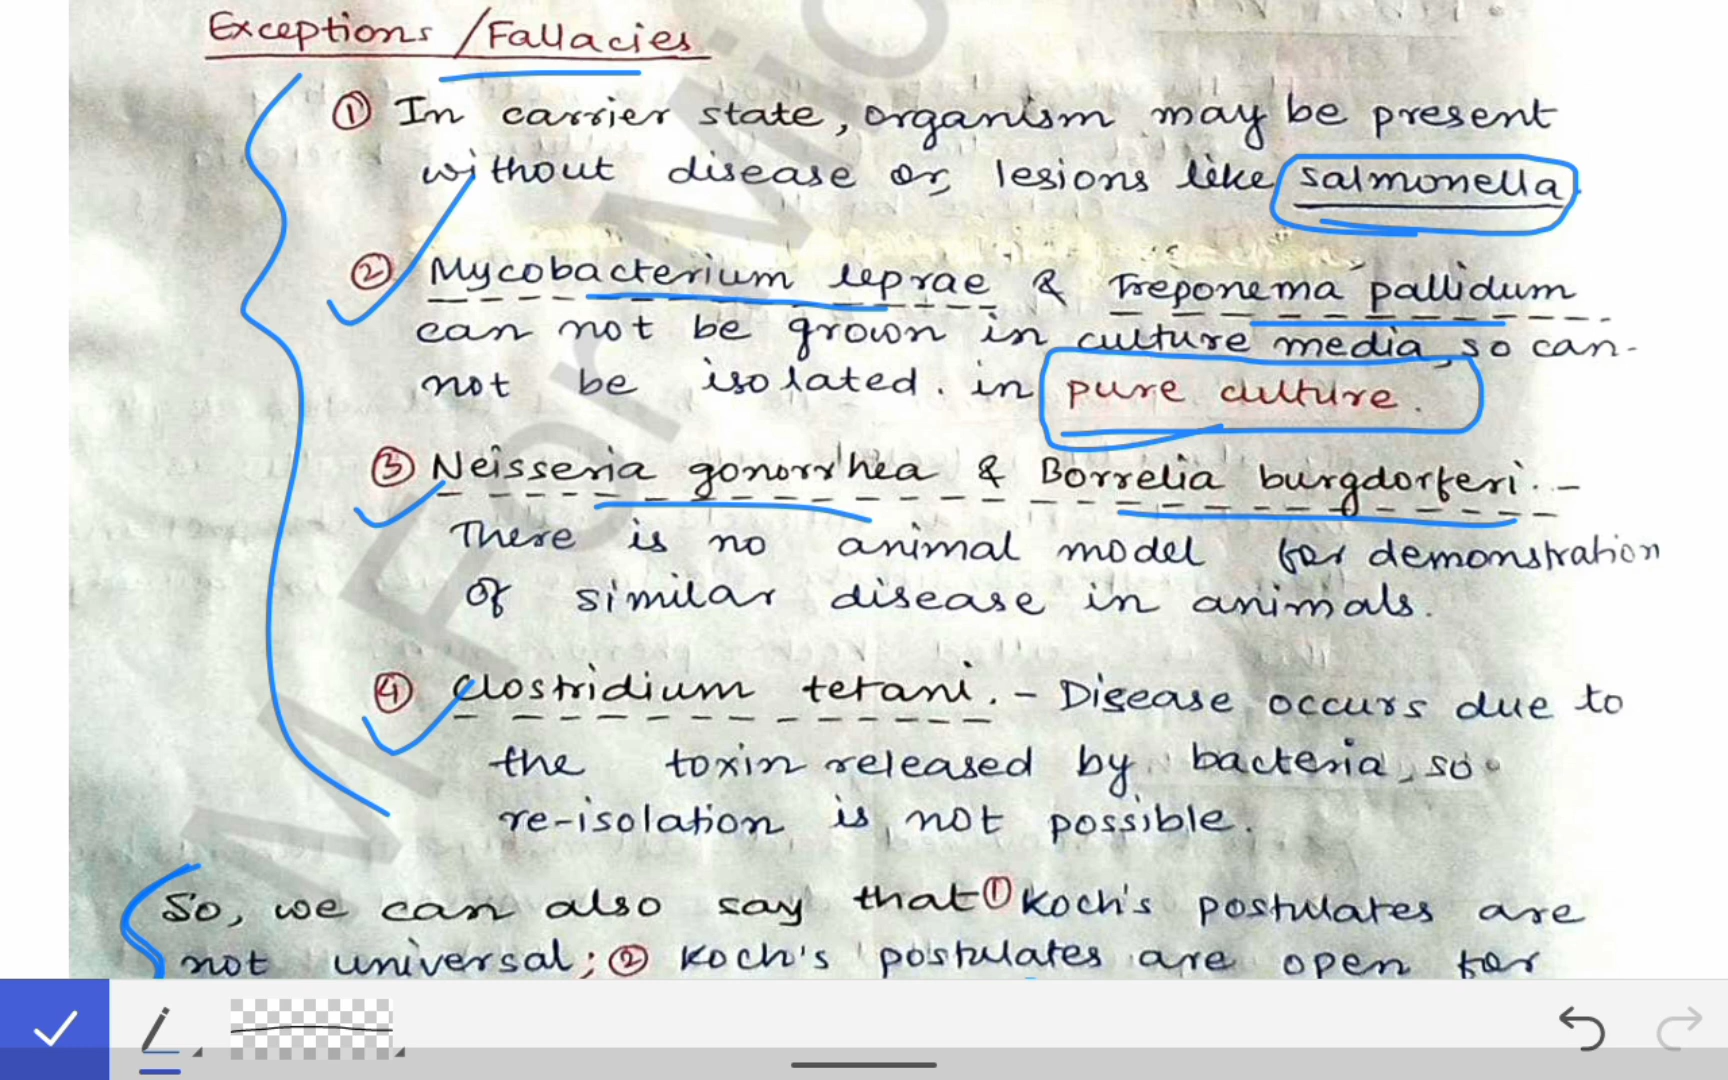 Exceptions / Fallacies
① In carrier state, organism may be present
without disease or lesions like salmonella.
② Mycobacterium leprae & Treponema pallidum
can not be grown in culture media, so can-
not be isolated. in pure culture.
③ Neisseria gonorrhea & Borrelia burgdorferi. -
There is no animal model for demonstration
of similar disease in animals.
④ Clostridium tetani. - Disease occurs due to
the toxin released by bacteria, so
re-isolation is not possible.
So, we can also say that ① Koch's postulates are
not universal; ② Koch's postulates are open for